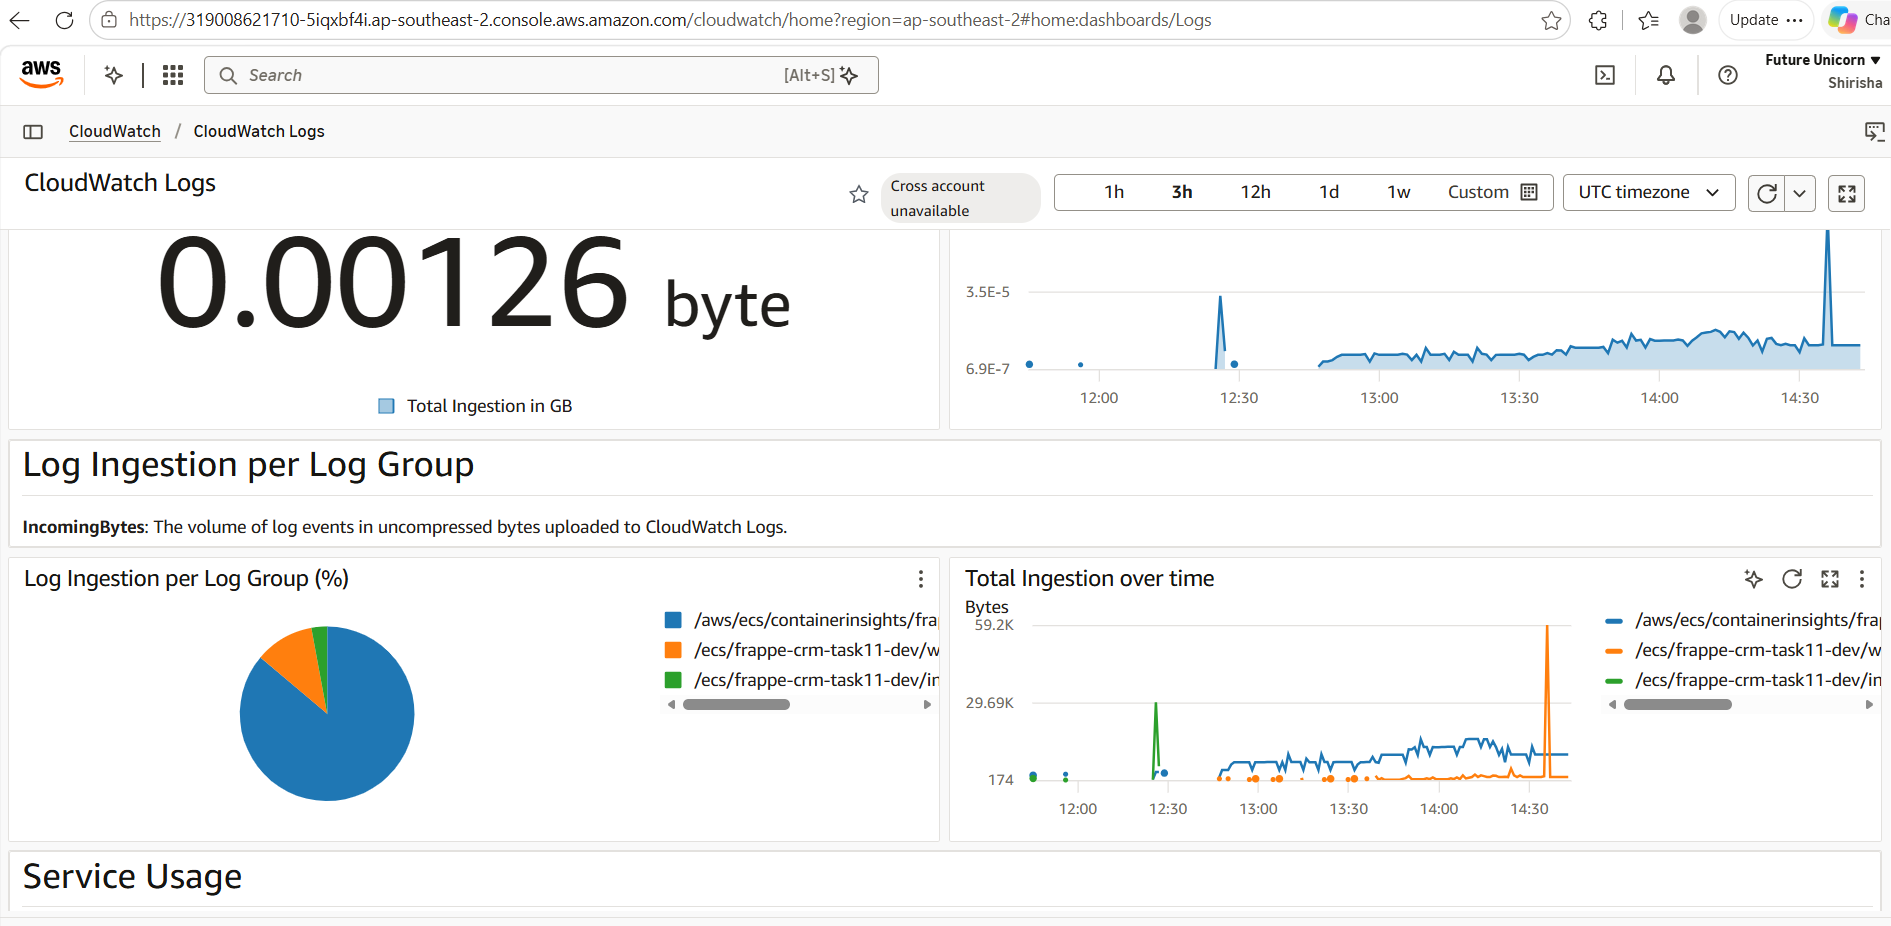 https://319008621710-5iqxbf4i.ap-southeast-2.console.aws.amazon.com/cloudwatch/home?region=ap-southeast-2#home:dashboards/Logs
Update
Cha
aws
Search
[Alt+S]
Future Unicorn
Shirisha
CloudWatch / CloudWatch Logs
CloudWatch Logs
Cross account
unavailable
1h 3h 12h 1d 1w Custom
UTC timezone
0.00126 byte
Total Ingestion in GB
3.5E-5
6.9E-7
12:00 12:30 13:00 13:30 14:00 14:30
Log Ingestion per Log Group
IncomingBytes: The volume of log events in uncompressed bytes uploaded to CloudWatch Logs.
Log Ingestion per Log Group (%)
/aws/ecs/containerinsights/fra
/ecs/frappe-crm-task11-dev/w
/ecs/frappe-crm-task11-dev/in
Total Ingestion over time
Bytes
59.2K
29.69K
174
12:00 12:30 13:00 13:30 14:00 14:30
/aws/ecs/containerinsights/frap
/ecs/frappe-crm-task11-dev/w
/ecs/frappe-crm-task11-dev/in
Service Usage